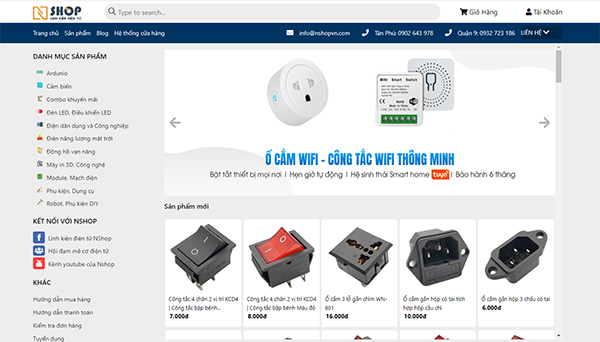 NSHOP
LINH KIỆN ĐIỆN TỬ
Type to search...
Giỏ Hàng
Tài Khoản
Trang chủ Sản phẩm Blog Hệ thống cửa hàng
info@nshopvn.com
Tân Phú: 0902 643 978
Quận 9: 0932 723 186
LIÊN HỆ
DANH MỤC SẢN PHẨM
Ardunio
Cảm biến
Combo khuyến mãi
Đèn LED, Điều khiển LED
Điện dân dụng và Công nghiệp
Điện năng lượng mặt trời
Đồng hồ vạn năng
Máy in 3D, Công nghệ
Module, Mạch điện
Phụ kiện, Dụng cụ
Robot, Phụ kiện DIY
KẾT NỐI VỚI NSHOP
Linh kiện điện tử NShop
Hội đam mê cơ điện tử
Kênh youtube của Nshop
KHÁC
Hướng dẫn mua hàng
Hướng dẫn thanh toán
Kiểm tra đơn hàng
Tuyển dụng
MINI Smart Switch
WiFi
Ổ CẮM WIFI - CÔNG TẮC WIFI THÔNG MINH
Bật tắt thiết bị mọi nơi I Hẹn giờ tự động I Hệ sinh thái Smart home tuya I Bảo hành 6 tháng
Sản phẩm mới
Công tắc 4 chân 2 vị trí KCD4
| Công tắc bập bênh...
7.000đ
Công tắc 4 chân 2 vị trí KCD4
| Công tắc bập bênh Màu đỏ
8.000đ
Ổ cắm 3 lỗ gắn chìm WN-
801
16.000đ
Ổ cắm gắn hộp có tai tích
hợp hộp cầu chì
10.000đ
Ổ cắm gắn hộp 3 chấu có tai
6.000đ